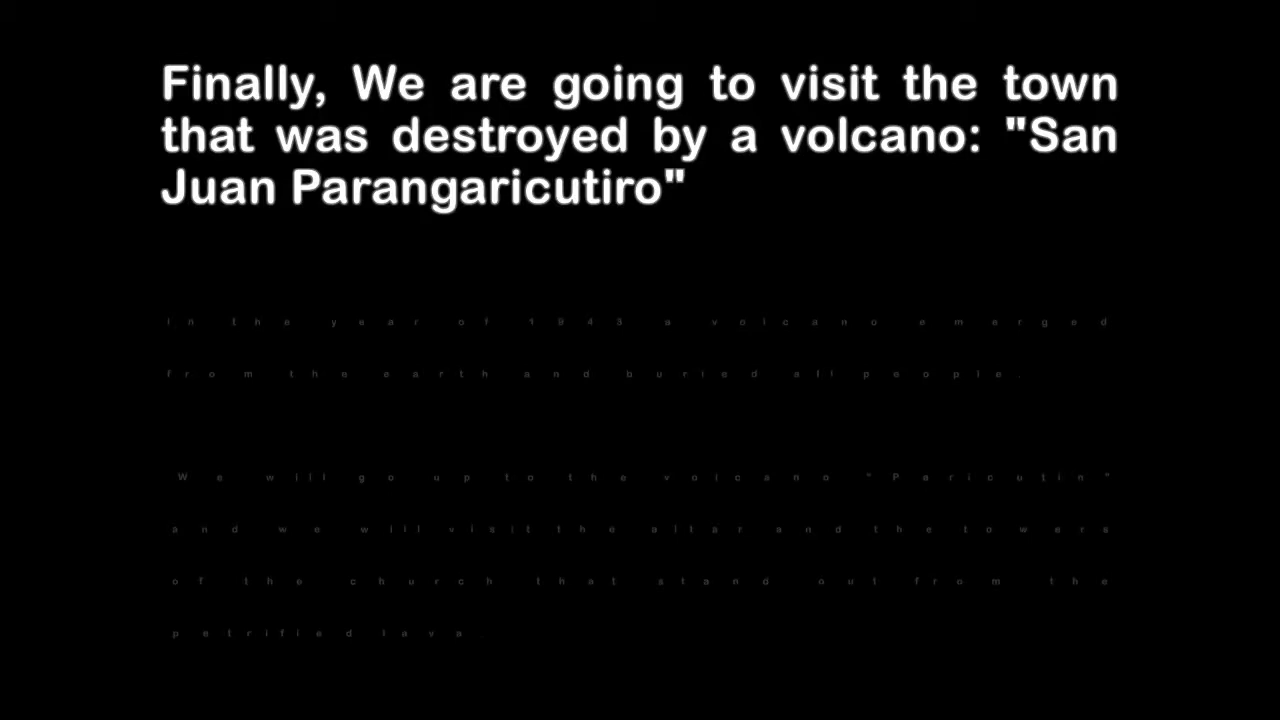 Finally, We are going to visit the town
that was destroyed by a volcano: "San
Juan Parangaricutiro"
in the year of 1943 a volcano emerged
from the earth and buried all people.
We will go up to the volcano "Paricutin"
and we will visit the altar and the towers
of the church that stand out from the
petrified lava.